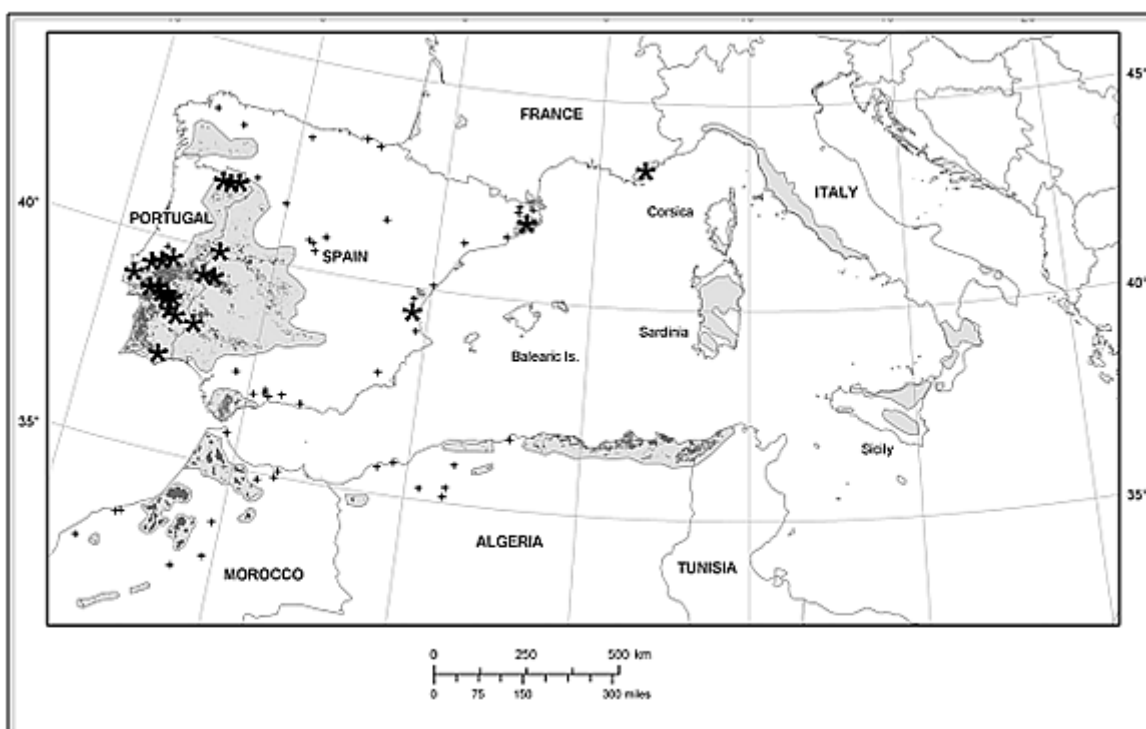 45°
FRANCE
ITALY
Corsica
40°
PORTUGAL
SPAIN
40°
Sardinia
Balearic Is.
35°
Sicily
35°
ALGERIA
MOROCCO
TUNISIA
0 250 500 km
0 75 150 300 miles